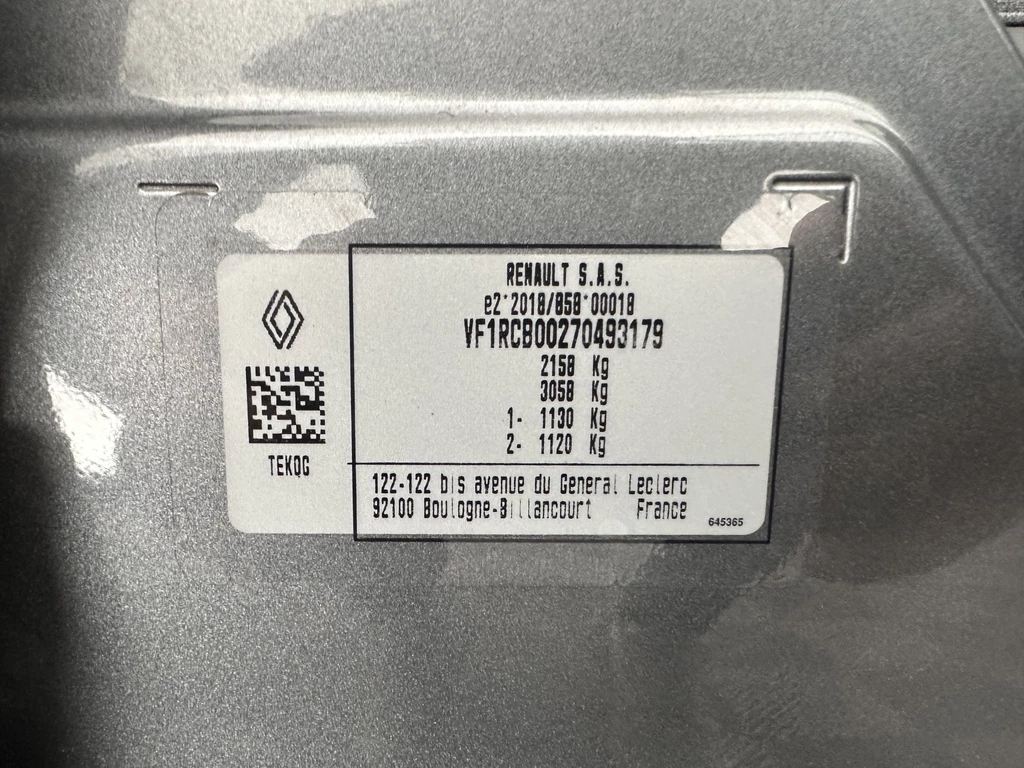 RENAULT S.A.S.
e2*2018/858*00018
VF1RCB00270493179
2158 Kg
3058 Kg
1- 1130 Kg
2- 1120 Kg
TEKQG
122-122 bis avenue du General Leclerc
92100 Boulogne-Billancourt France
645365